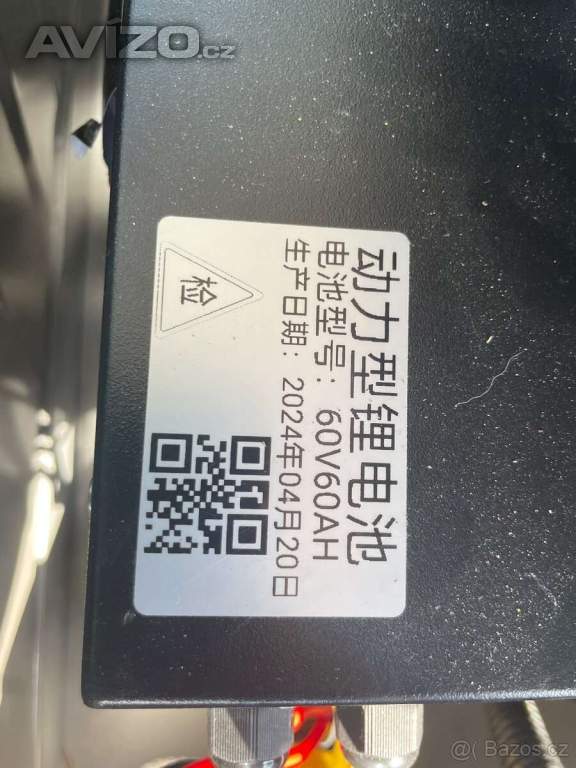 AVÍZO.cz
动力型锂电池
电池型号：60V60AH
生产日期：2024年04月20日
检
Bazos.cz